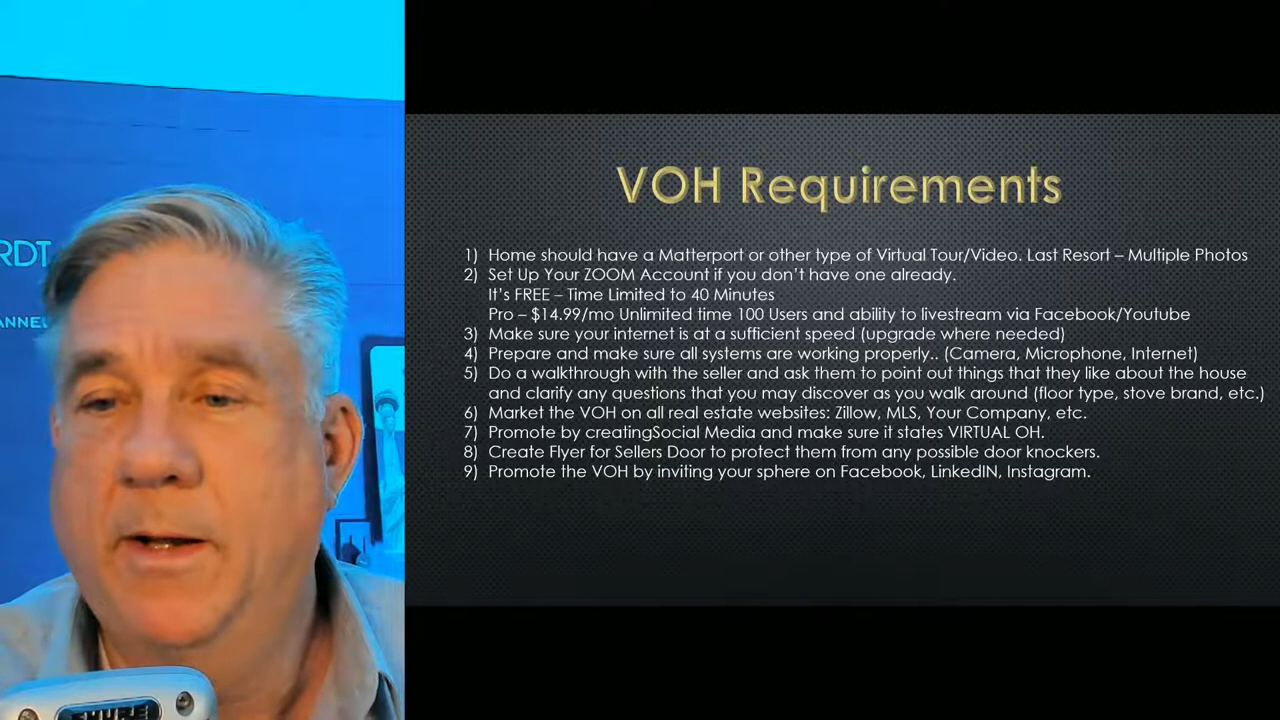 RDT
ANNEL
SHURE
VOH Requirements
1) Home should have a Matterport or other type of Virtual Tour/Video. Last Resort – Multiple Photos
2) Set Up Your ZOOM Account if you don't have one already.
It's FREE – Time Limited to 40 Minutes
Pro – $14.99/mo Unlimited time 100 Users and ability to livestream via Facebook/Youtube
3) Make sure your internet is at a sufficient speed (upgrade where needed)
4) Prepare and make sure all systems are working properly.. (Camera, Microphone, Internet)
5) Do a walkthrough with the seller and ask them to point out things that they like about the house
and clarify any questions that you may discover as you walk around (floor type, stove brand, etc.)
6) Market the VOH on all real estate websites: Zillow, MLS, Your Company, etc.
7) Promote by creatingSocial Media and make sure it states VIRTUAL OH.
8) Create Flyer for Sellers Door to protect them from any possible door knockers.
9) Promote the VOH by inviting your sphere on Facebook, LinkedIN, Instagram.